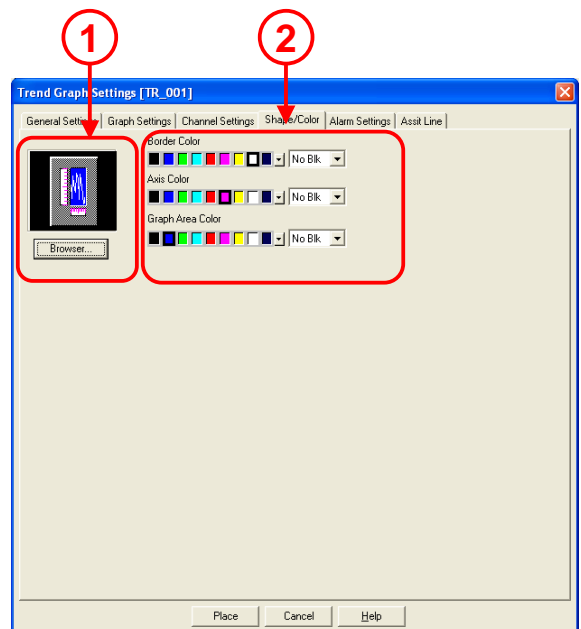 1 2
Trend Graph Settings [TR_001]
General Settings Graph Settings Channel Settings Shape/Color Alarm Settings Assit Line
Border Color
No Blk
Axis Color
No Blk
Graph Area Color
No Blk
Browser...
Place Cancel Help